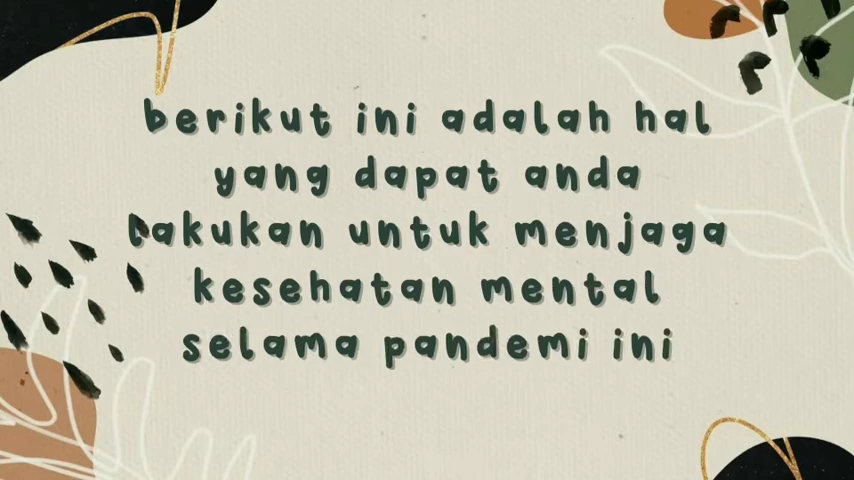 berikut ini adalah hal
yang dapat anda
lakukan untuk menjaga
kesehatan mental
selama pandemi ini